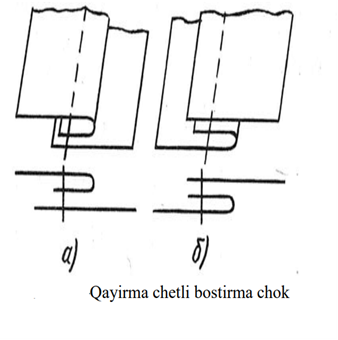 а) б)
Qayirma chetli bostirma chok